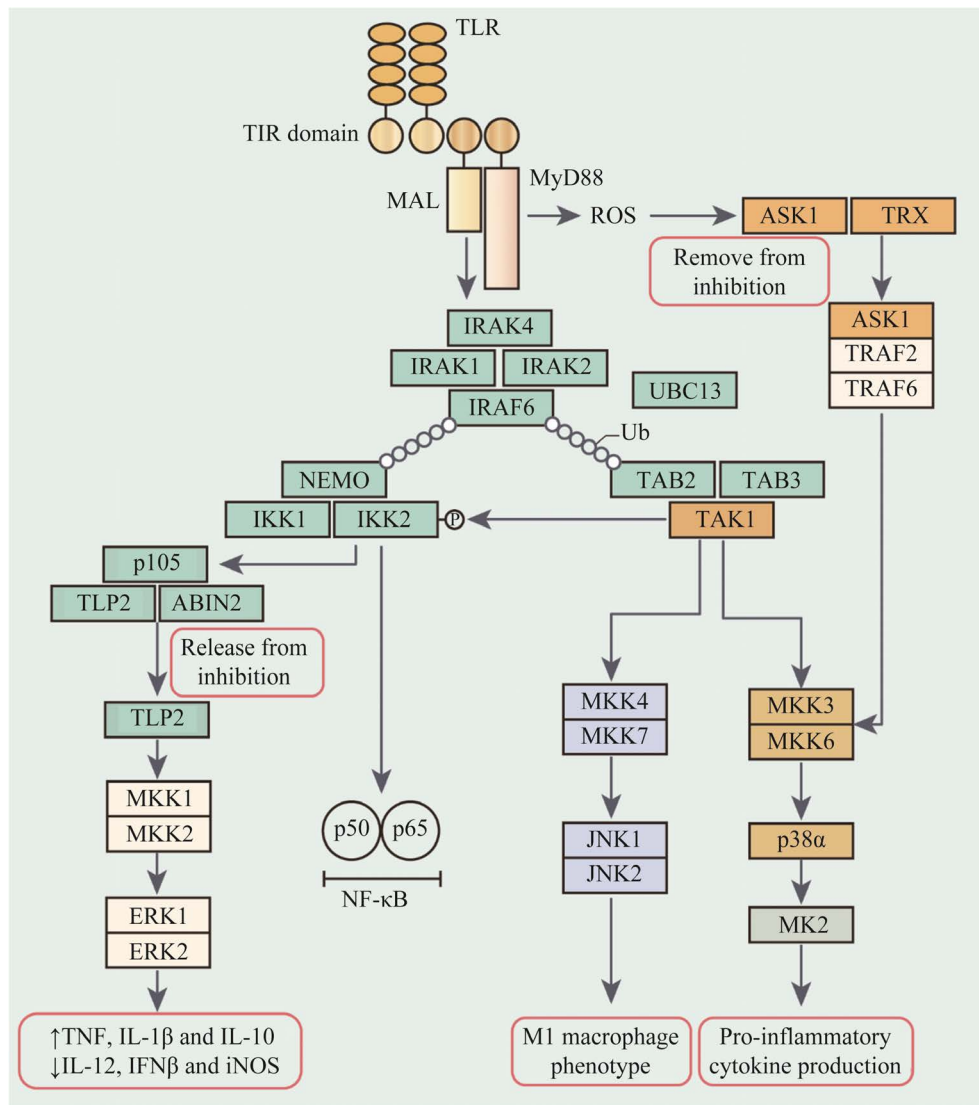 TLR
TIR domain
MAL
MyD88
ROS
ASK1
TRX
Remove from
inhibition
ASK1
TRAF2
TRAF6
IRAK4
IRAK1
IRAK2
IRAF6
UBC13
Ub
NEMO
TAB2
TAB3
IKK1
IKK2
P
TAK1
p105
TLP2
ABIN2
Release from
inhibition
TLP2
MKK4
MKK7
MKK3
MKK6
MKK1
MKK2
p50
p65
NF-κB
JNK1
JNK2
p38α
ERK1
ERK2
MK2
↑TNF, IL-1β and IL-10
↓IL-12, IFNβ and iNOS
M1 macrophage
phenotype
Pro-inflammatory
cytokine production